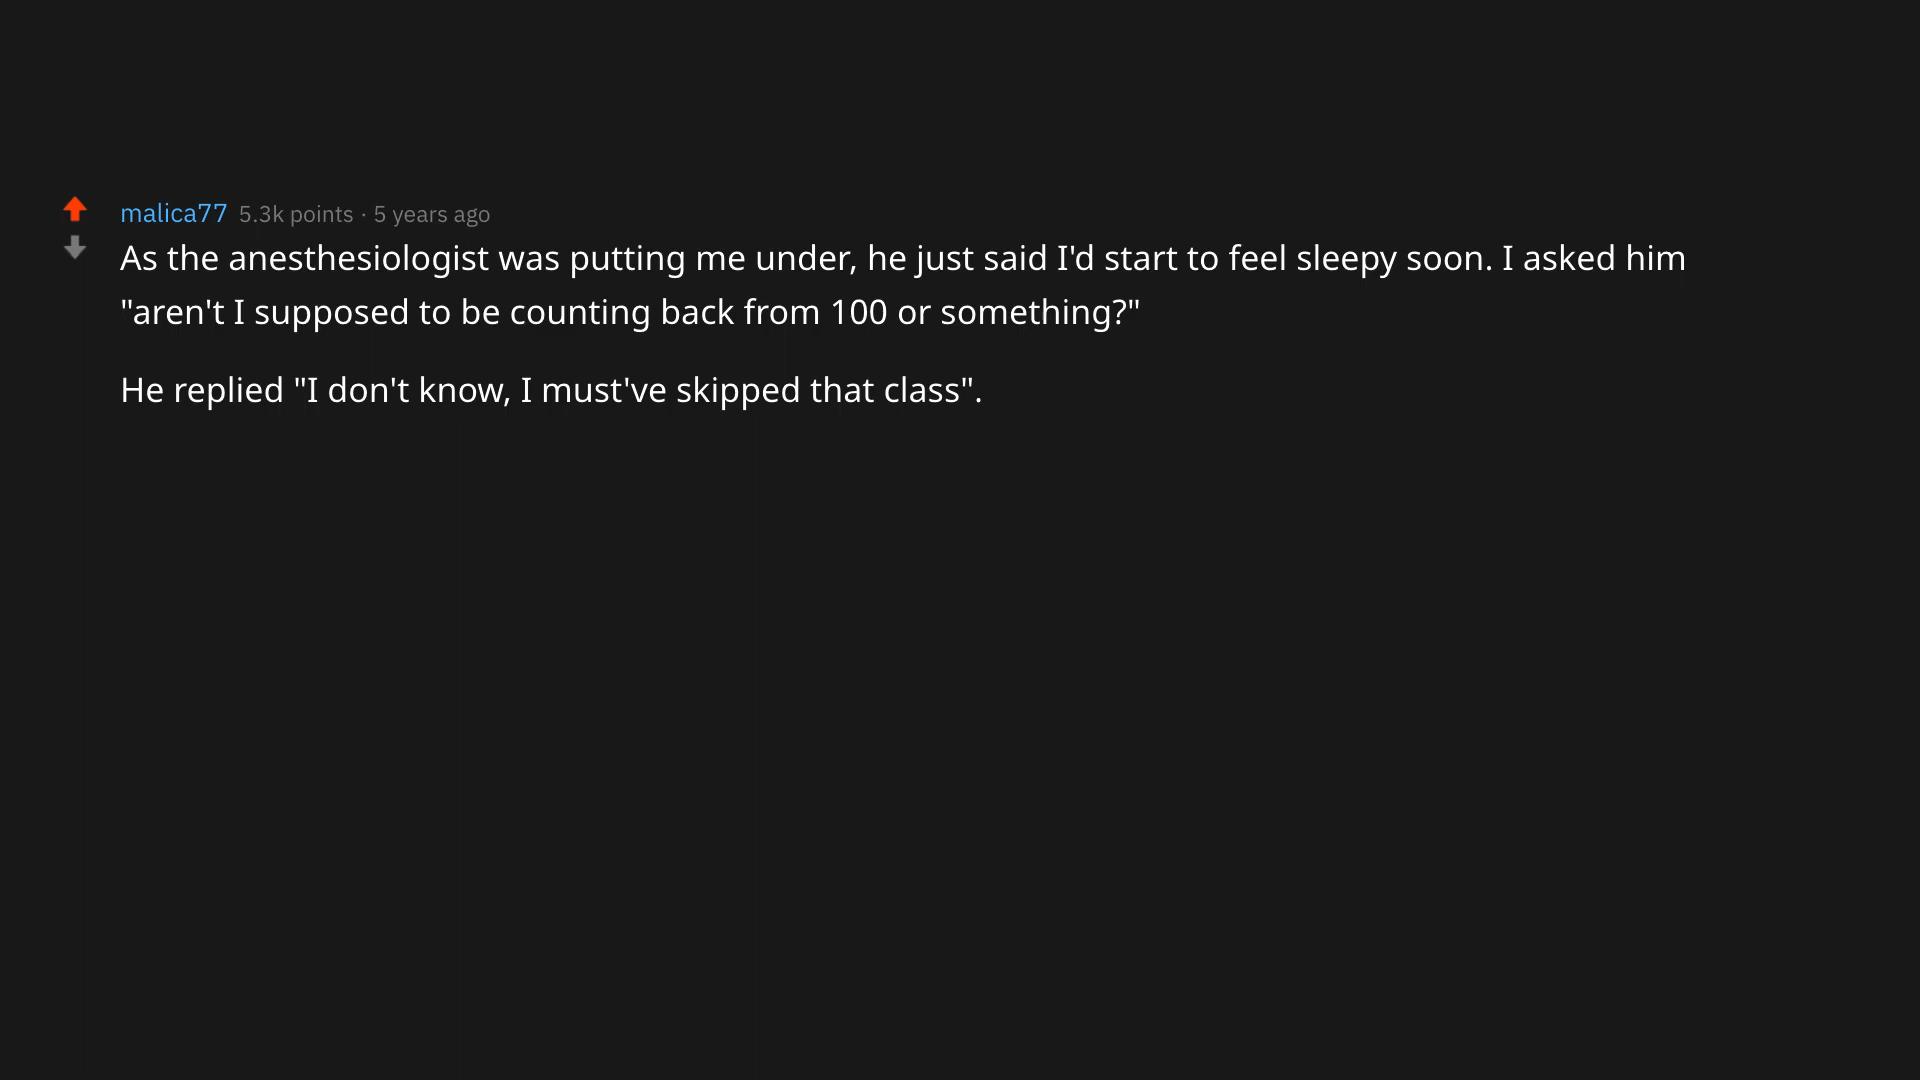 malica77 5.3k points · 5 years ago
As the anesthesiologist was putting me under, he just said I'd start to feel sleepy soon. I asked him
"aren't I supposed to be counting back from 100 or something?"
He replied "I don't know, I must've skipped that class".